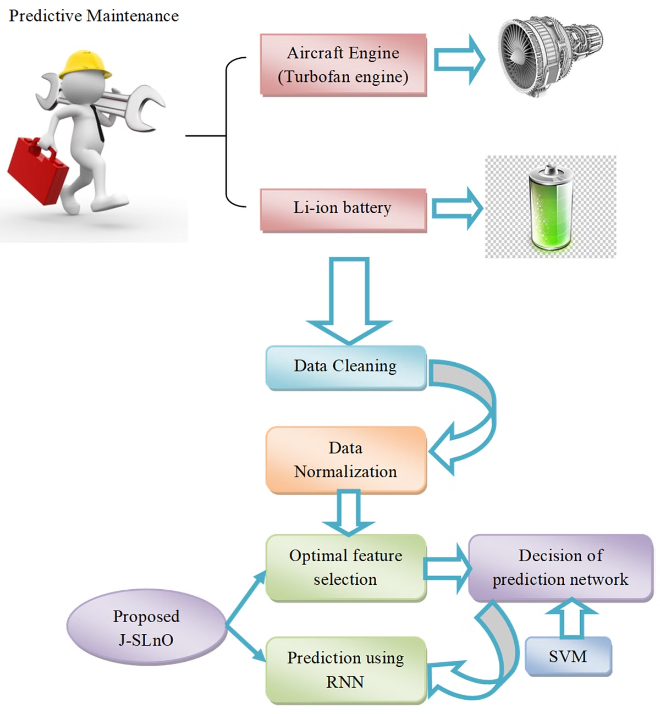 Predictive Maintenance
Aircraft Engine
(Turbofan engine)
Li-ion battery
Data Cleaning
Data
Normalization
Optimal feature
selection
Decision of
prediction network
Proposed
J-SLnO
Prediction using
RNN
SVM